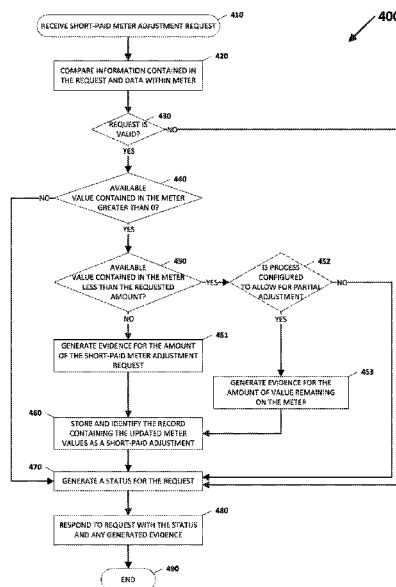 410
RECEIVE SHORT-PAID METER ADJUSTMENT REQUEST
400
420
COMPARE INFORMATION CONTAINED IN
THE REQUEST AND DATA WITHIN METER
430
REQUEST IS
VALID?
NO
YES
440
AVAILABLE
VALUE CONTAINED IN THE METER
GREATER THAN 0?
NO
YES
450
AVAILABLE
VALUE CONTAINED IN THE METER
LESS THAN THE REQUESTED
AMOUNT?
YES
NO
452
IS PROCESS
CONFIGURED
TO ALLOW FOR PARTIAL
ADJUSTMENT
NO
YES
451
GENERATE EVIDENCE FOR THE AMOUNT
OF THE SHORT-PAID METER ADJUSTMENT
REQUEST
453
GENERATE EVIDENCE FOR THE
AMOUNT OF VALUE REMAINING
ON THE METER
460
STORE AND IDENTIFY THE RECORD
CONTAINING THE UPDATED METER
VALUES AS A SHORT-PAID ADJUSTMENT
470
GENERATE A STATUS FOR THE REQUEST
480
RESPOND TO REQUEST WITH THE STATUS
AND ANY GENERATED EVIDENCE
END
490